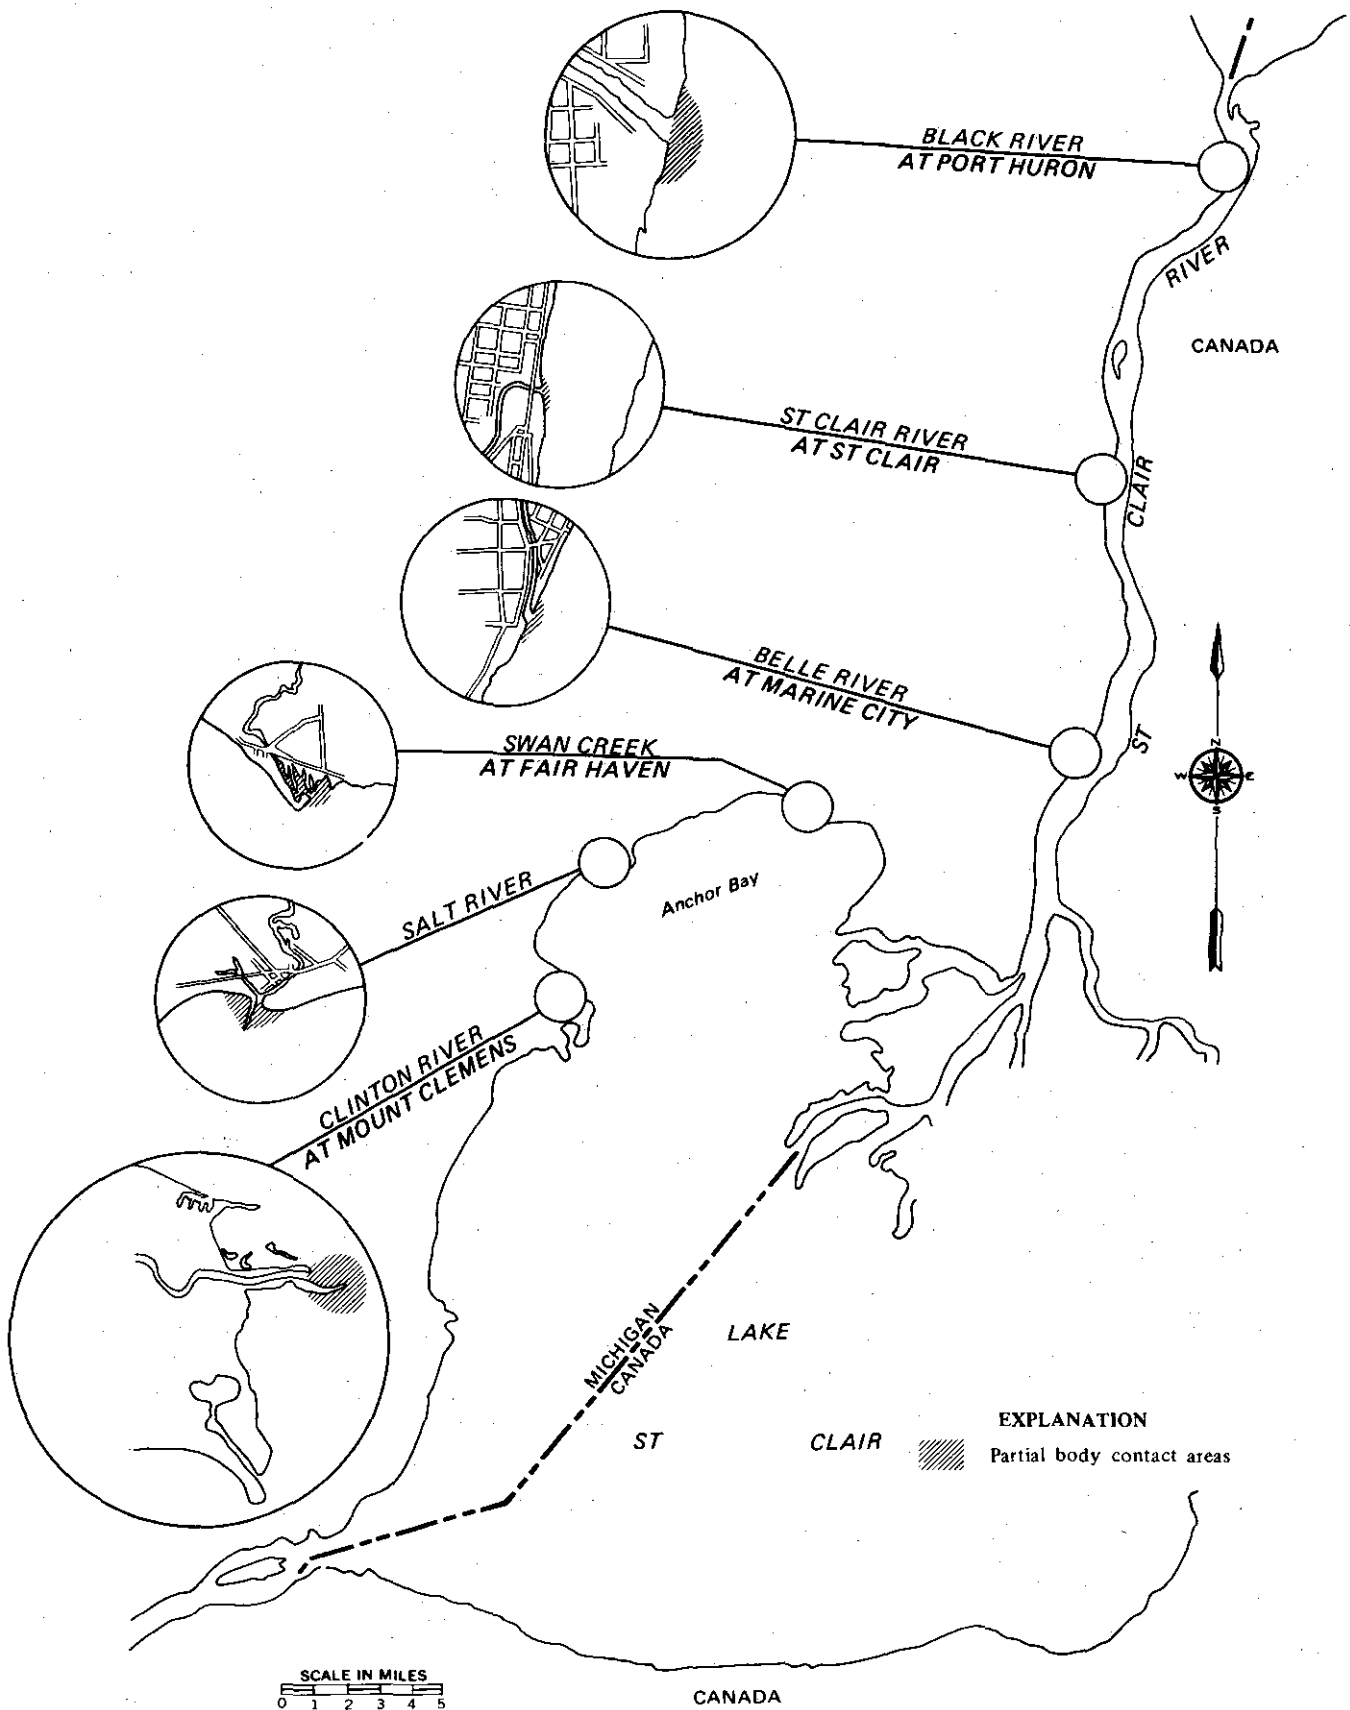 BLACK RIVER
AT PORT HURON
RIVER
CANADA
ST CLAIR RIVER
AT ST CLAIR
CLAIR
BELLE RIVER
AT MARINE CITY
ST
SWAN CREEK
AT FAIR HAVEN
N
W E
S
SALT RIVER
Anchor Bay
CLINTON RIVER
AT MOUNT CLEMENS
MICHIGAN
CANADA
LAKE
ST CLAIR
EXPLANATION
Partial body contact areas
SCALE IN MILES
0 1 2 3 4 5
CANADA